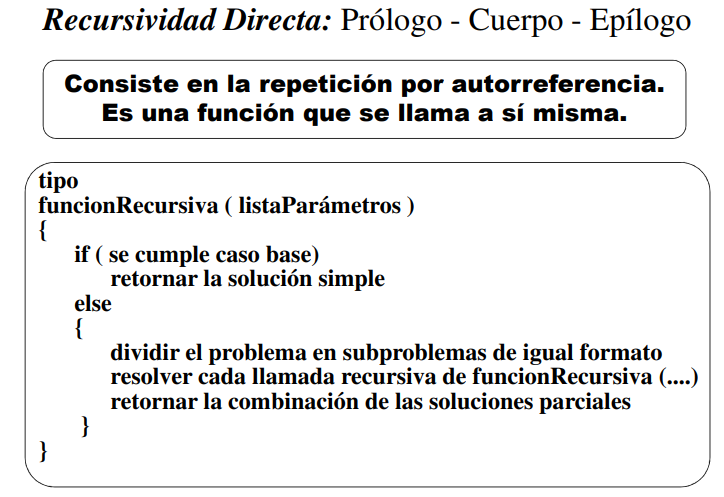 Recursividad Directa: Prólogo - Cuerpo - Epílogo
Consiste en la repetición por autorreferencia.
Es una función que se llama a sí misma.
tipo
funcionRecursiva ( listaParámetros )
{
if ( se cumple caso base)
retornar la solución simple
else
{
dividir el problema en subproblemas de igual formato
resolver cada llamada recursiva de funcionRecursiva (....)
retornar la combinación de las soluciones parciales
}
}